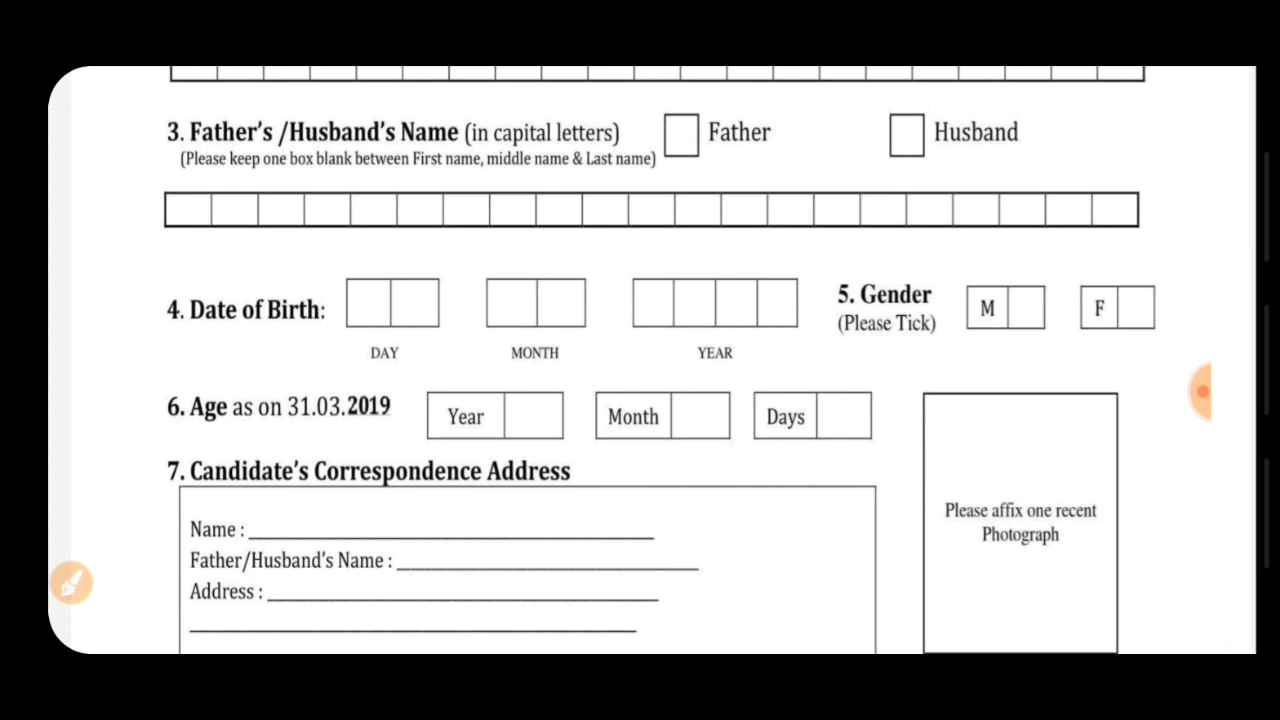 3. Father's /Husband's Name (in capital letters) Father Husband
(Please keep one box blank between First name, middle name & Last name)
4. Date of Birth: 5. Gender M F
(Please Tick)
DAY MONTH YEAR
6. Age as on 31.03.2019 Year Month Days
7. Candidate's Correspondence Address
Please affix one recent
Photograph
Name :
Father/Husband's Name :
Address :